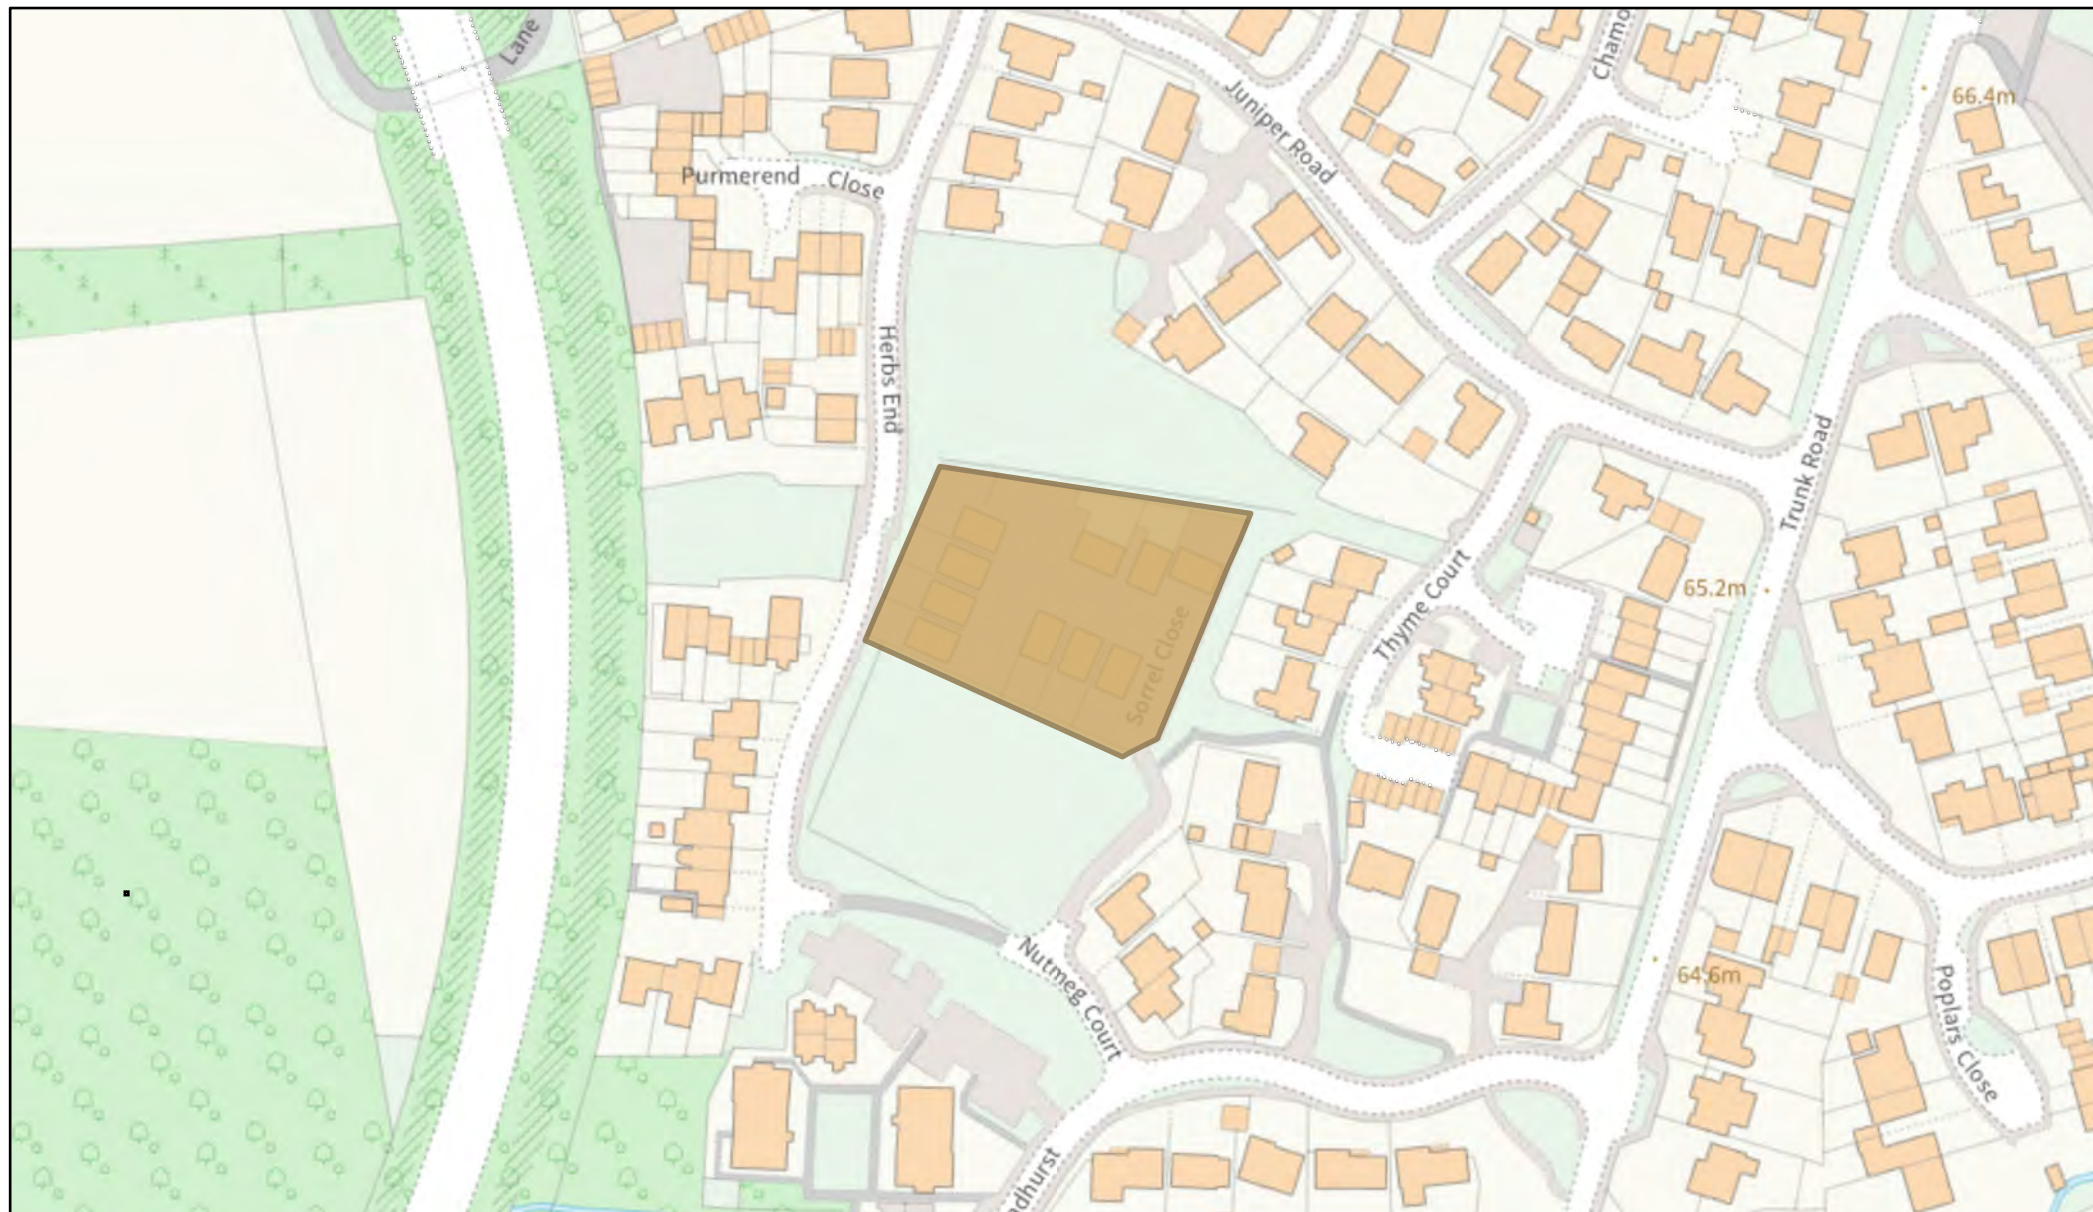 Lane
Chamo
Juniper Road
66.4m
Purmerend Close
Herbs End
Trunk Road
Thyme Court
65.2m
Sorrel Close
Nutmeg Court
64.6m
Poplars Close
adhurst